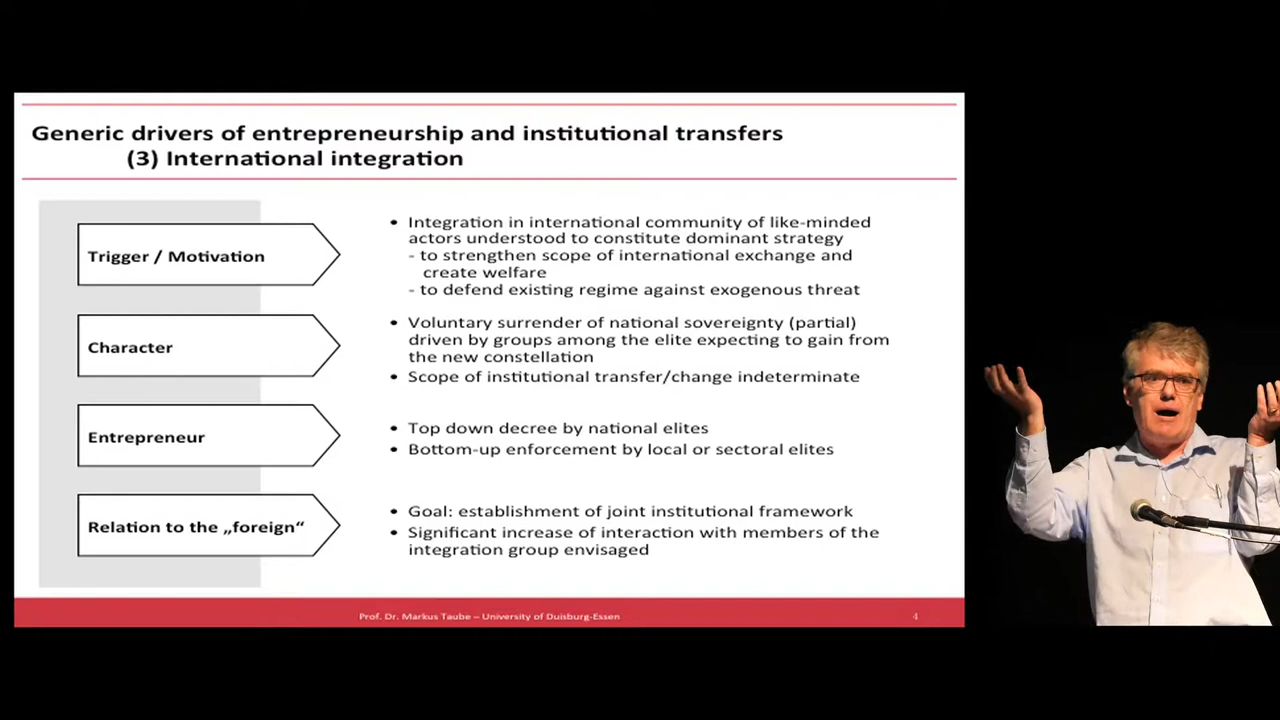 Generic drivers of entrepreneurship and institutional transfers
(3) International integration
Trigger / Motivation
• Integration in international community of like-minded
actors understood to constitute dominant strategy
- to strengthen scope of international exchange and
create welfare
- to defend existing regime against exogenous threat
Character
• Voluntary surrender of national sovereignty (partial)
driven by groups among the elite expecting to gain from
the new constellation
• Scope of institutional transfer/change indeterminate
Entrepreneur
• Top down decree by national elites
• Bottom-up enforcement by local or sectoral elites
Relation to the „foreign“
• Goal: establishment of joint institutional framework
• Significant increase of interaction with members of the
integration group envisaged
Prof. Dr. Markus Taube – University of Duisburg-Essen
4